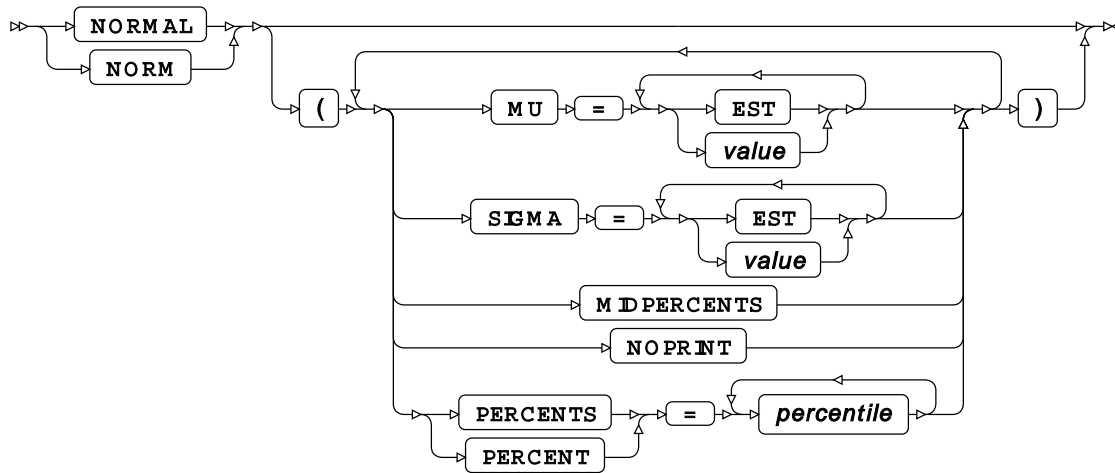 NORMAL
NORM
( MU = EST )
value
SIGMA = EST
value
MIDPERCENTS
NOPRINT
PERCENTS = percentile
PERCENT